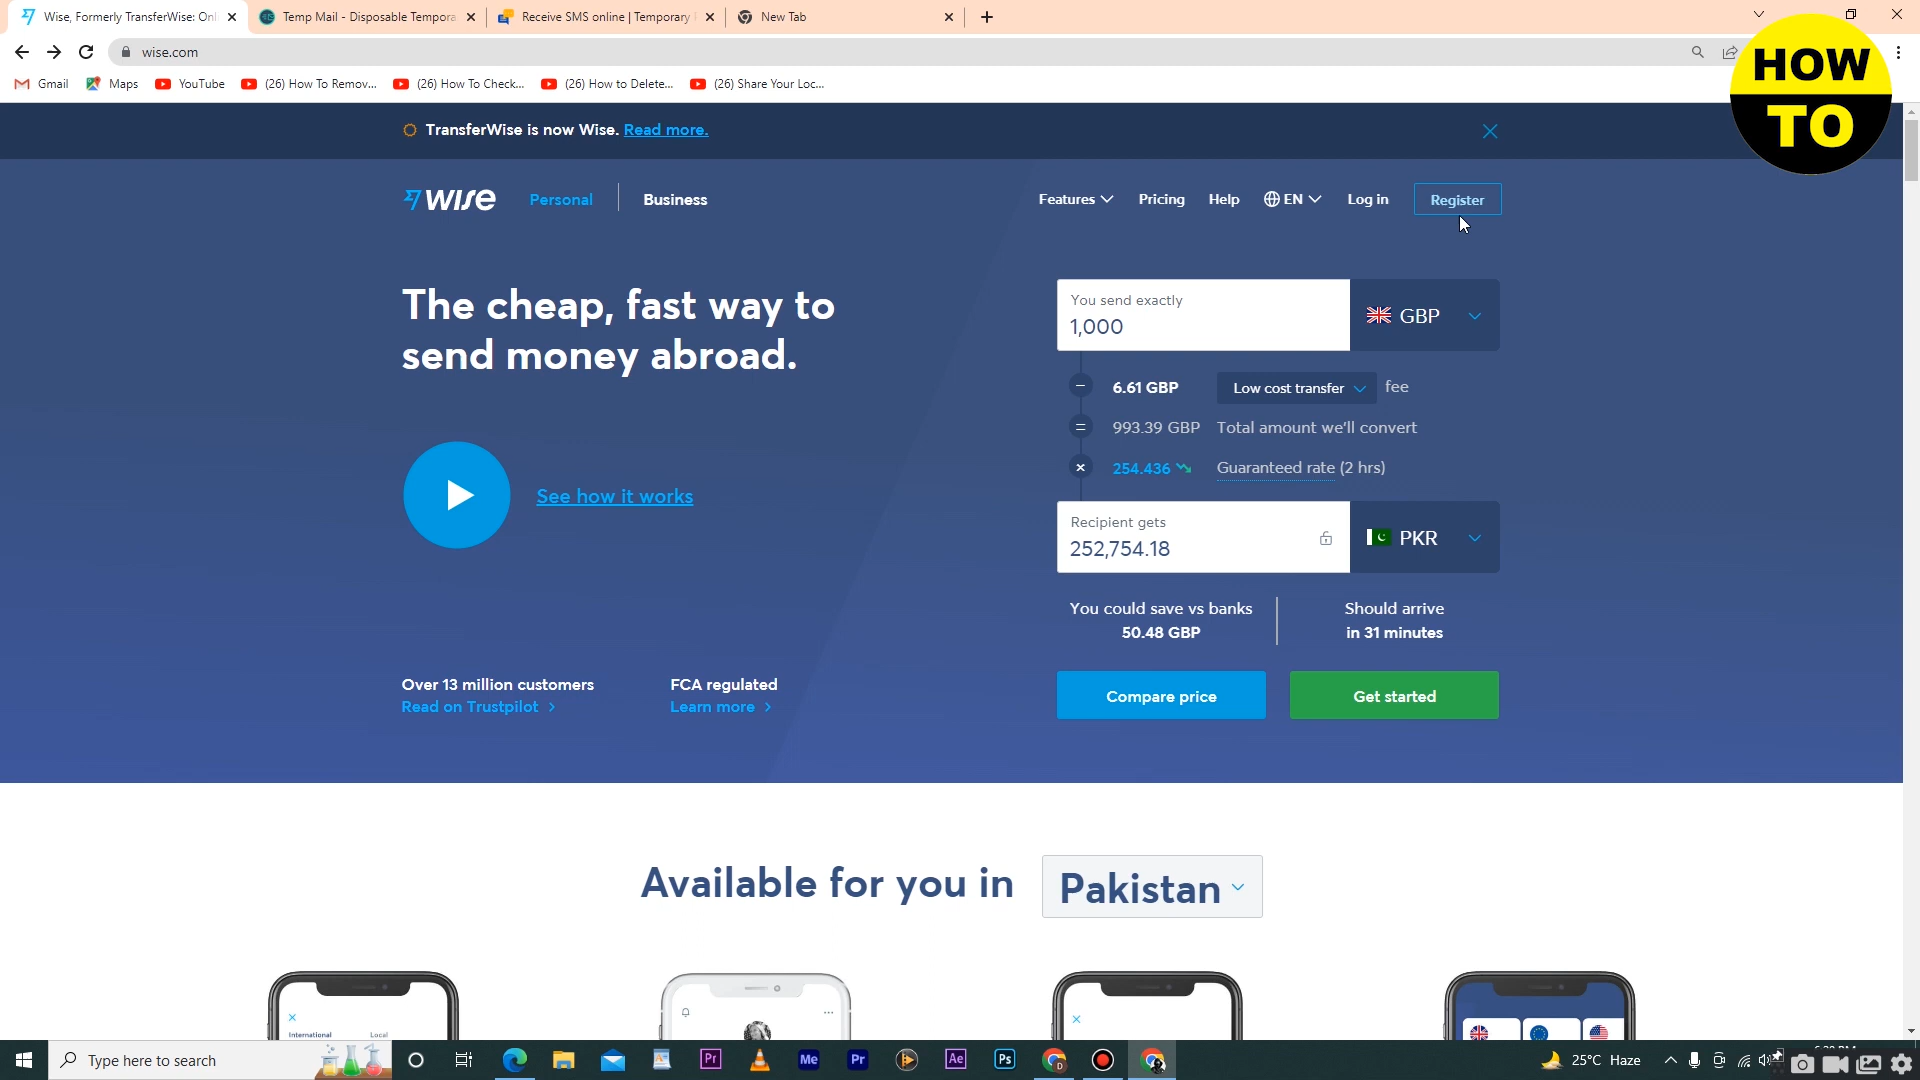 Wise, Formerly TransferWise: Onl
Temp Mail - Disposable Tempora
Receive SMS online | Temporary
New Tab
wise.com
Gmail
Maps
YouTube
(26) How To Remov...
(26) How To Check...
(26) How to Delete...
(26) Share Your Loc...
HOW
TO
TransferWise is now Wise. Read more.
WISE
Personal
Business
Features
Pricing
Help
EN
Log in
Register
The cheap, fast way to
send money abroad.
See how it works
You send exactly
1,000
GBP
6.61 GBP Low cost transfer fee
993.39 GBP Total amount we'll convert
254.436 Guaranteed rate (2 hrs)
Recipient gets
252,754.18
PKR
You could save vs banks
50.48 GBP
Should arrive
in 31 minutes
Over 13 million customers
Read on Trustpilot
FCA regulated
Learn more
Compare price
Get started
Available for you in Pakistan
International
Local
Type here to search
Pr
Me
Pr
Ae
Ps
D
25°C Haze